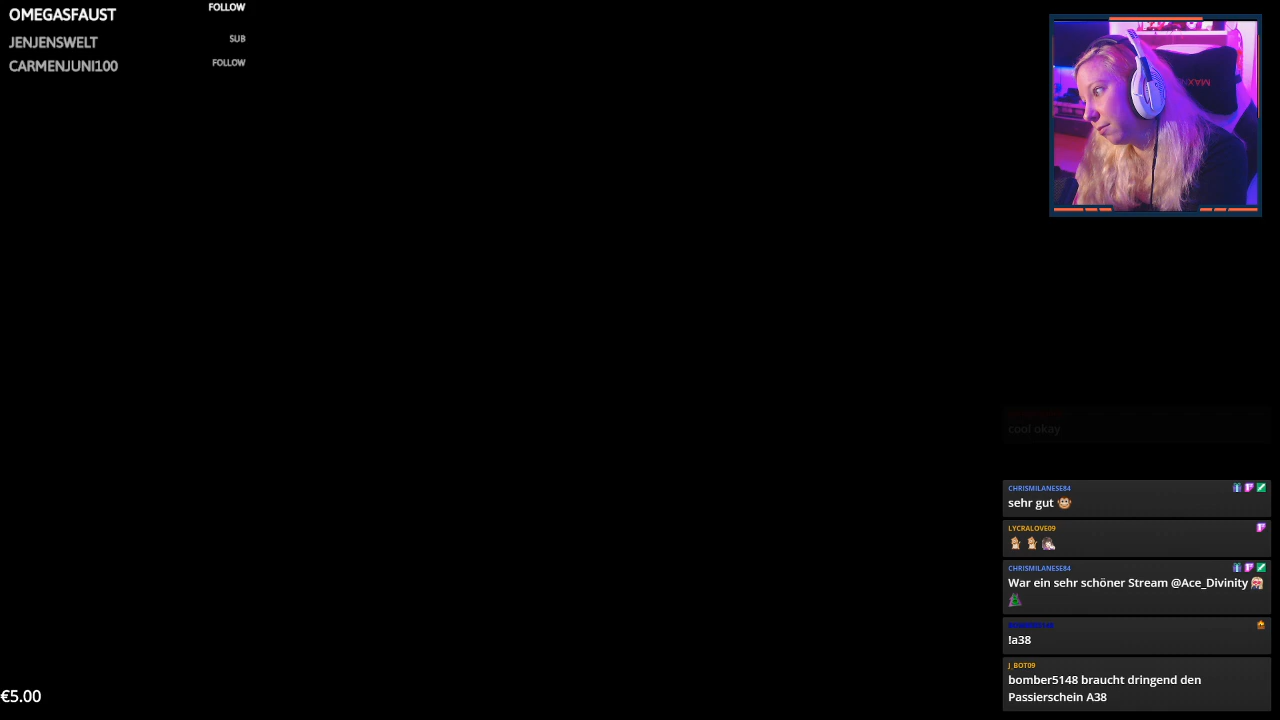 OMEGASFAUST FOLLOW
JENJENSWELT SUB
CARMENJUNI100 FOLLOW
cool okay
CHRISMILANESE84
sehr gut
LYCRALOVE09
CHRISMILANESE84
War ein sehr schöner Stream @Ace_Divinity
!a38
J_BOT09
bomber5148 braucht dringend den
Passierschein A38
€5.00